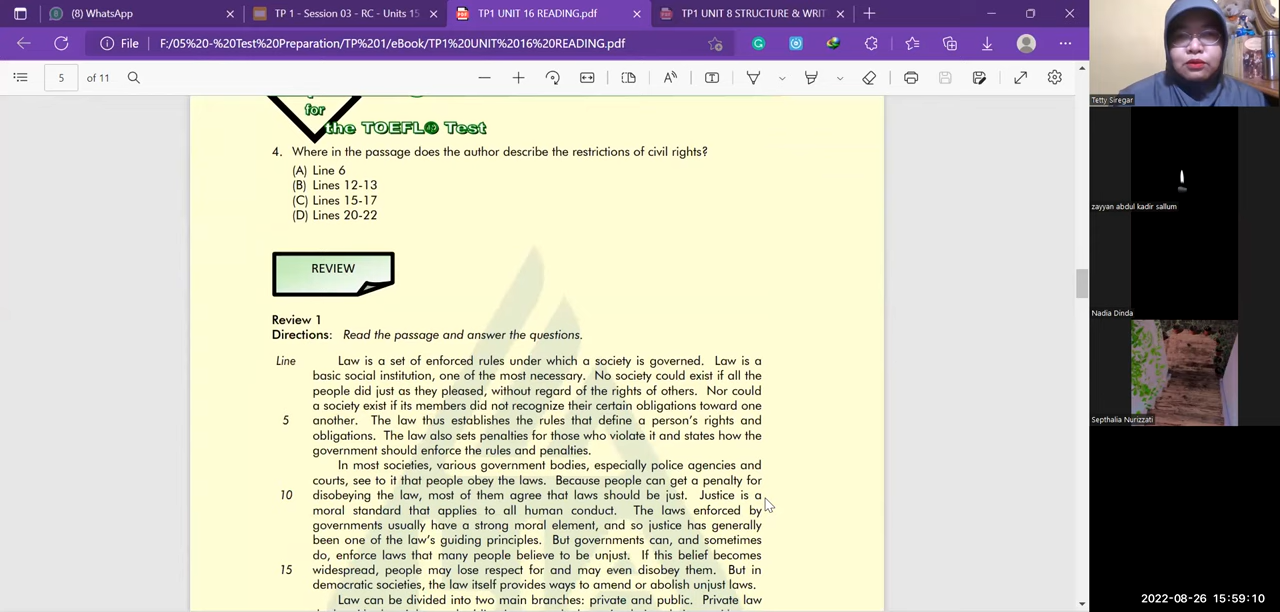 (8) WhatsApp
TP 1 - Session 03 - RC - Units 15
TP1 UNIT 16 READING.pdf
TP1 UNIT 8 STRUCTURE & WRIT
File
F:/05%20-%20Test%20Preparation/TP%201/eBook/TP1%20UNIT%2016%20READING.pdf
5 of 11
for
the TOEFL® Test
4. Where in the passage does the author describe the restrictions of civil rights?
(A) Line 6
(B) Lines 12-13
(C) Lines 15-17
(D) Lines 20-22
REVIEW
Review 1
Directions: Read the passage and answer the questions.
Line Law is a set of enforced rules under which a society is governed. Law is a
basic social institution, one of the most necessary. No society could exist if all the
people did just as they pleased, without regard of the rights of others. Nor could
a society exist if its members did not recognize their certain obligations toward one
5 another. The law thus establishes the rules that define a person's rights and
obligations. The law also sets penalties for those who violate it and states how the
government should enforce the rules and penalties.
In most societies, various government bodies, especially police agencies and
courts, see to it that people obey the laws. Because people can get a penalty for
10 disobeying the law, most of them agree that laws should be just. Justice is a
moral standard that applies to all human conduct. The laws enforced by
governments usually have a strong moral element, and so justice has generally
been one of the law's guiding principles. But governments can, and sometimes
do, enforce laws that many people believe to be unjust. If this belief becomes
15 widespread, people may lose respect for and may even disobey them. But in
democratic societies, the law itself provides ways to amend or abolish unjust laws.
Law can be divided into two main branches: private and public. Private law
Tetty Siregar
zayyan abdul kadir sallum
Nadia Dinda
Septhalia Nurizzati
2022-08-26 15:59:10